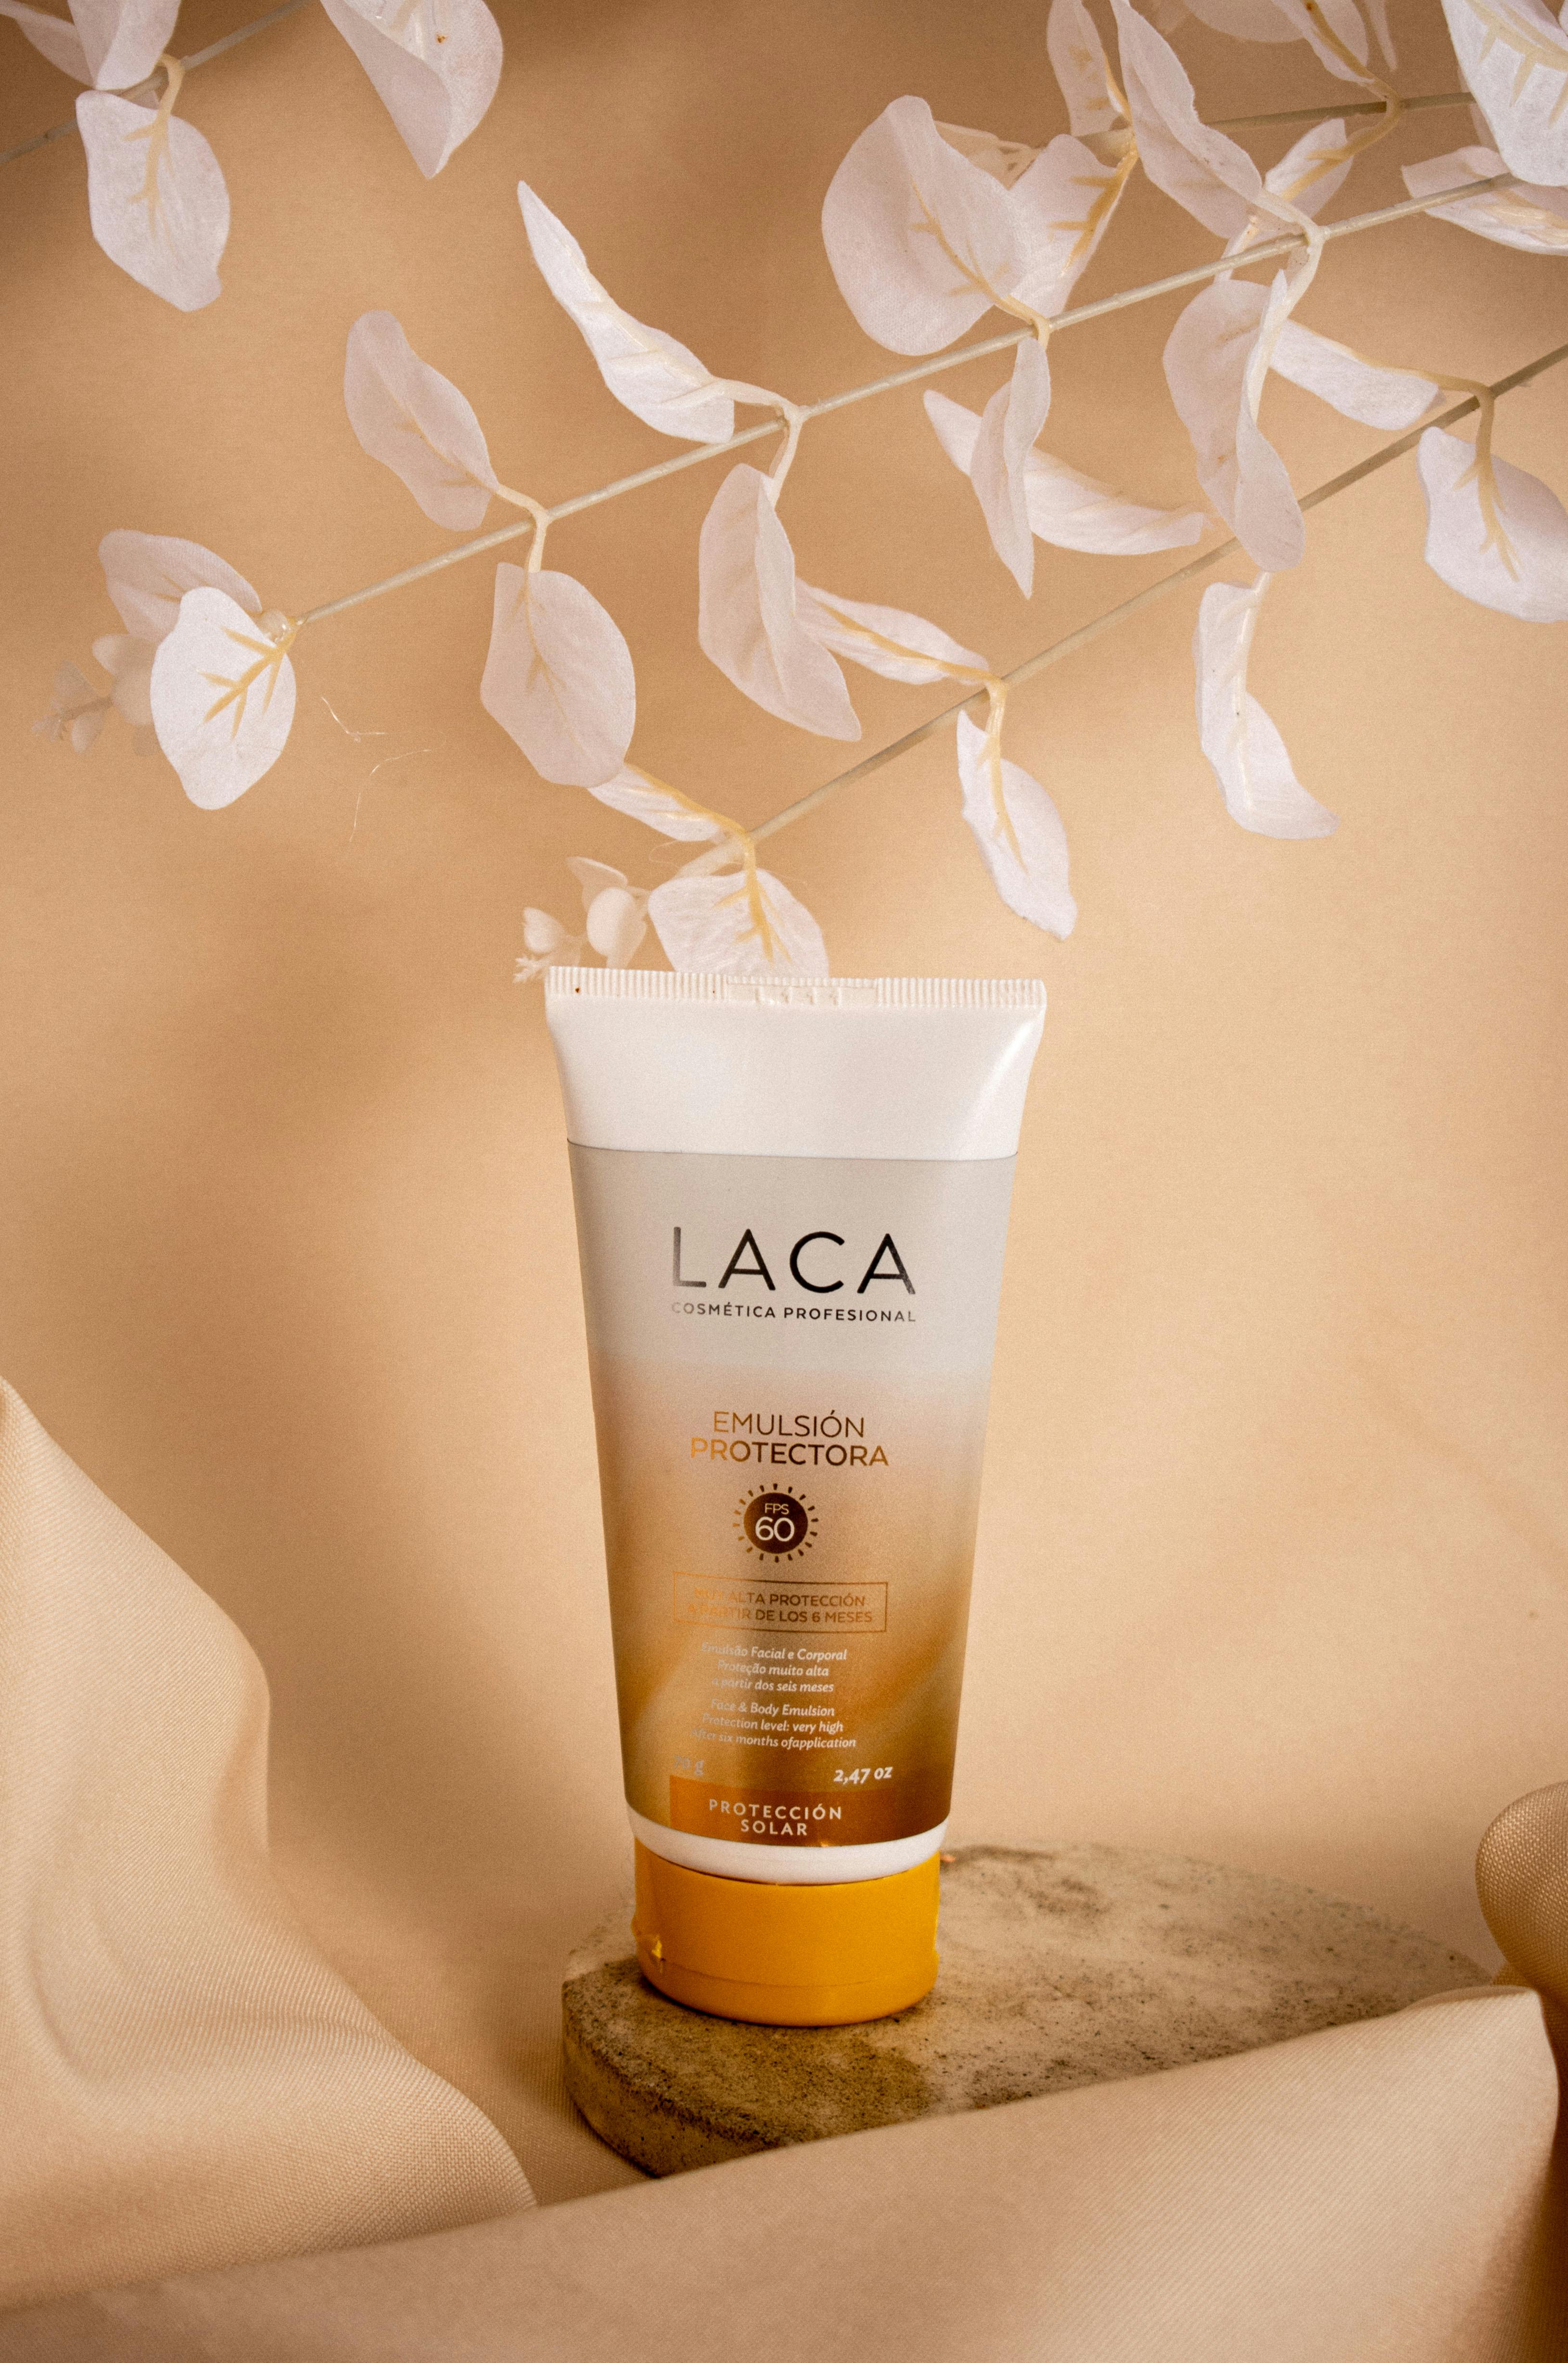 LACA
COSMÉTICA PROFESIONAL
EMULSIÓN
PROTECTORA
FPS
60
MUY ALTA PROTECCIÓN
A PARTIR DE LOS 6 MESES
Emulsão Facial e Corporal
Proteção muito alta
a partir dos seis meses
Face & Body Emulsion
Protection level: very high
After six months ofapplication
g 2,47 oz
PROTECCIÓN
SOLAR